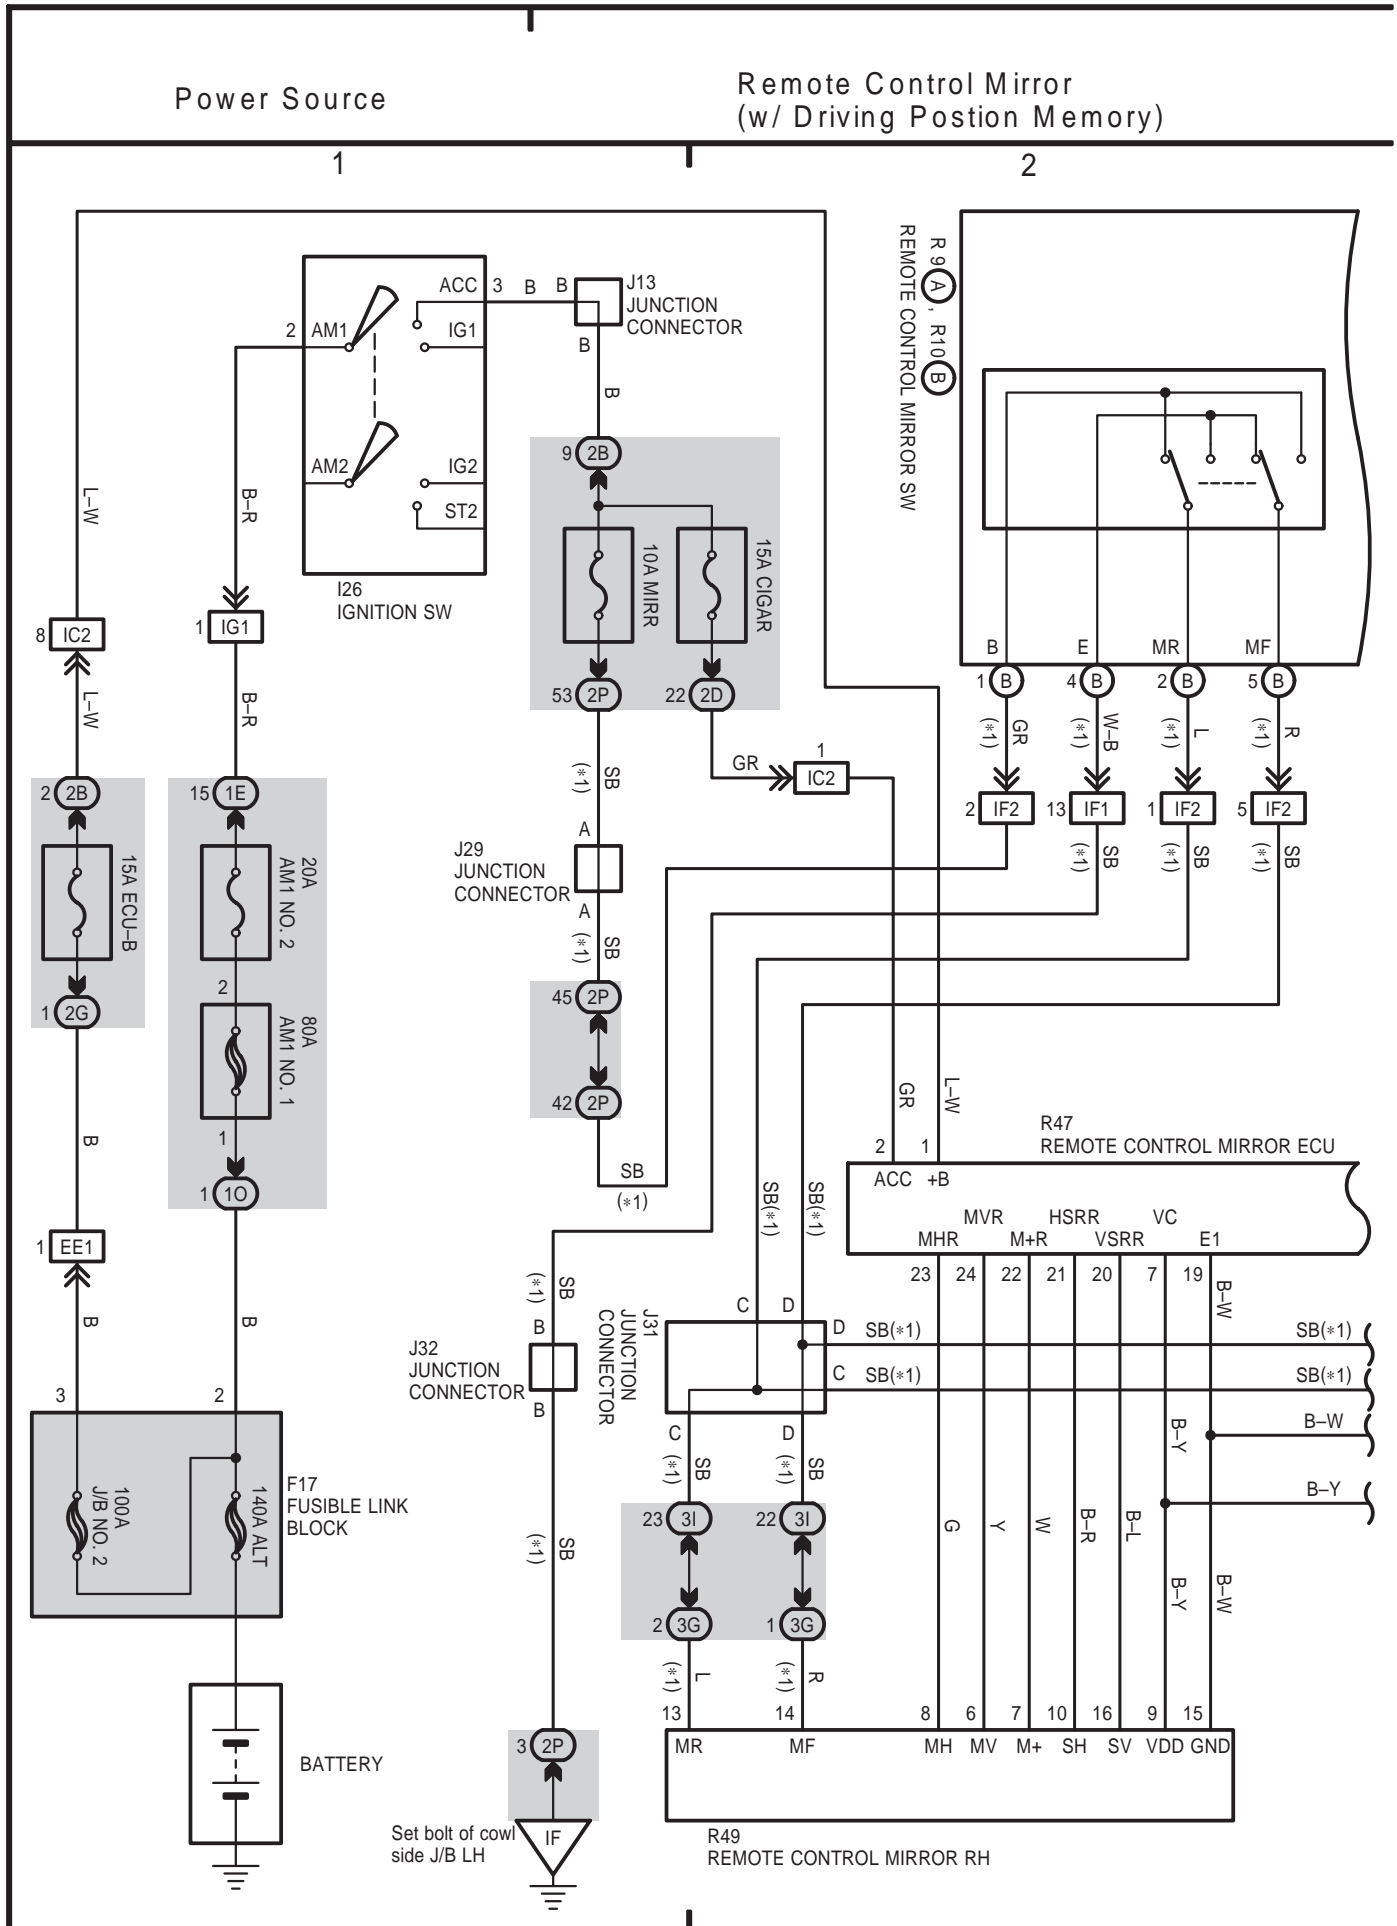 Power Source
Remote Control Mirror
(w/ Driving Postion Memory)
1
2
R 9 A , R10 B
REMOTE CONTROL MIRROR SW
ACC 3 B B
J13
JUNCTION
CONNECTOR
2 AM1
IG1
B
B
AM2
IG2
ST2
I26
IGNITION SW
L–W
B–R
9 2B
10A MIRR
15A CIGAR
8 IC2
1 IG1
53 2P
22 2D
L–W
B–R
B E MR MF
1 B 4 B 2 B 5 B
GR (*1)
W–B (*1)
L (*1)
R (*1)
2 IF2 13 IF1 1 IF2 5 IF2
SB (*1)
SB (*1)
SB (*1)
GR
1
IC2
SB (*1)
A
J29
JUNCTION
CONNECTOR
A
SB (*1)
45 2P
42 2P
SB
(*1)
2 2B
15A ECU–B
1 2G
15 1E
20A
AM1 NO. 2
2
80A
AM1 NO. 1
1
1 1O
B
1 EE1
B
B
3
2
F17
FUSIBLE LINK
BLOCK
100A
J/B NO. 2
140A ALT
BATTERY
GR
L–W
R47
REMOTE CONTROL MIRROR ECU
2 1
ACC +B
MVR HSRR VC
MHR M+R VSRR E1
23 24 22 21 20 7 19
B–W
SB(*1)
SB(*1)
SB (*1)
B
J32
JUNCTION
CONNECTOR
B
SB (*1)
J31
JUNCTION
CONNECTOR
C D
D SB(*1) SB(*1)
C SB(*1) SB(*1)
B–W
B–Y
C D
SB (*1)
SB (*1)
B–Y
23 3I 22 3I
2 3G 1 3G
G
Y
W
B–R
B–L
B–Y
B–W
L (*1)
R (*1)
13 14 8 6 7 10 16 9 15
MR MF MH MV M+ SH SV VDD GND
R49
REMOTE CONTROL MIRROR RH
3 2P
IF
Set bolt of cowl
side J/B LH